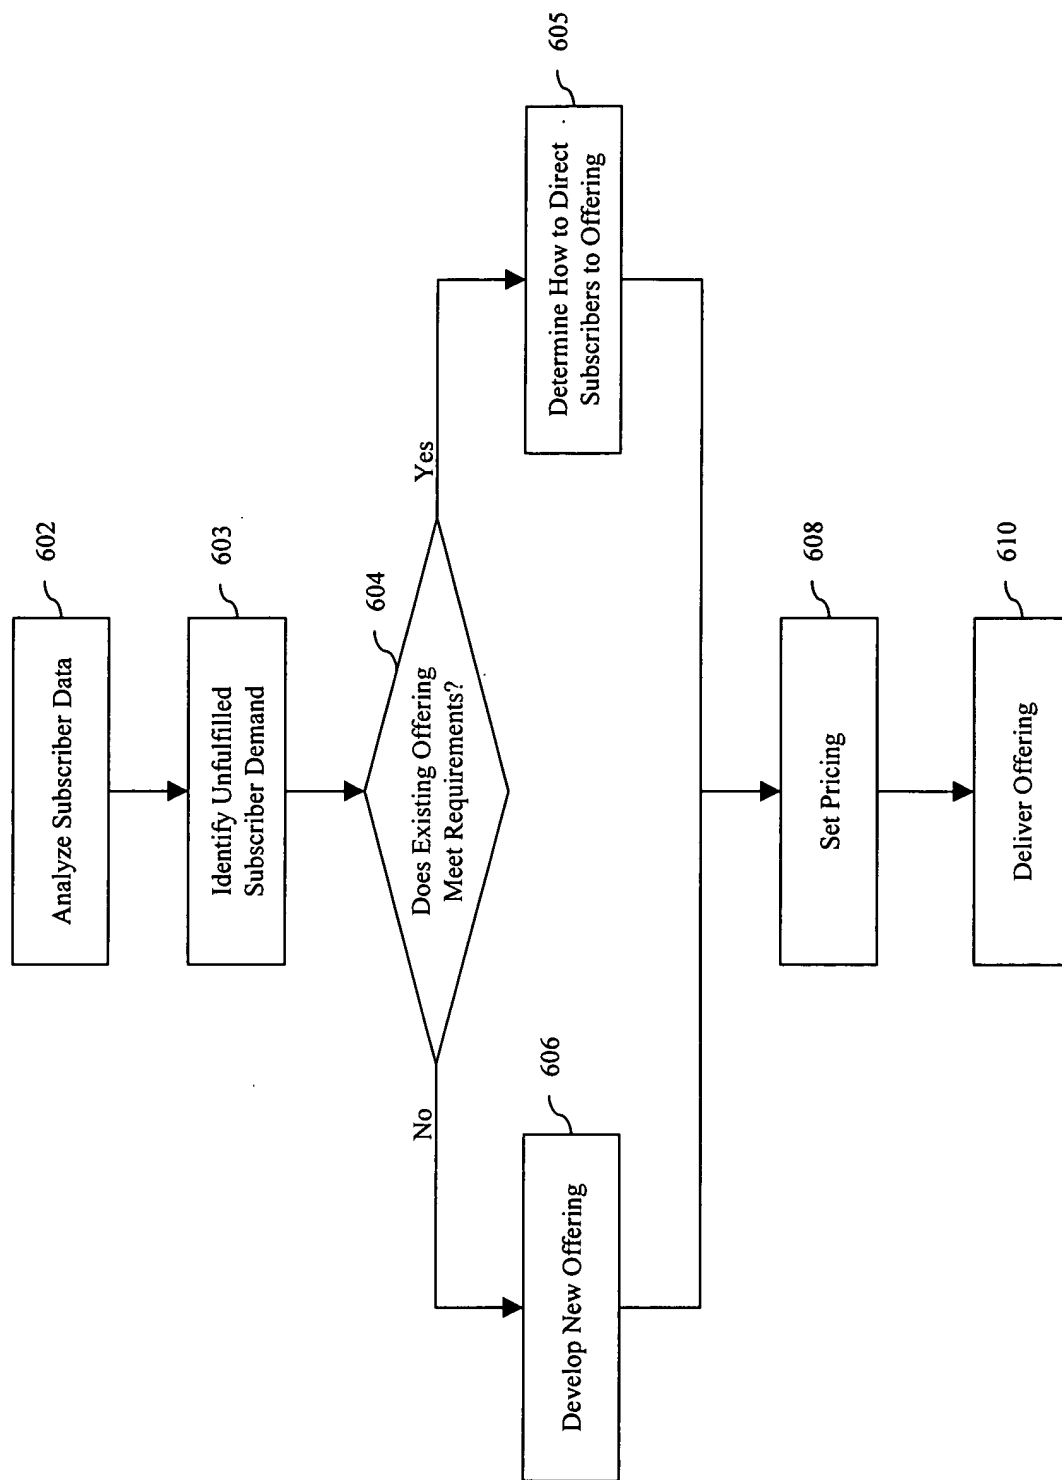 Analyze Subscriber Data
602
Identify Unfulfilled
Subscriber Demand
603
Does Existing Offering
Meet Requirements?
604
No
Yes
Develop New Offering
606
Determine How to Direct
Subscribers to Offering
605
Set Pricing
608
Deliver Offering
610